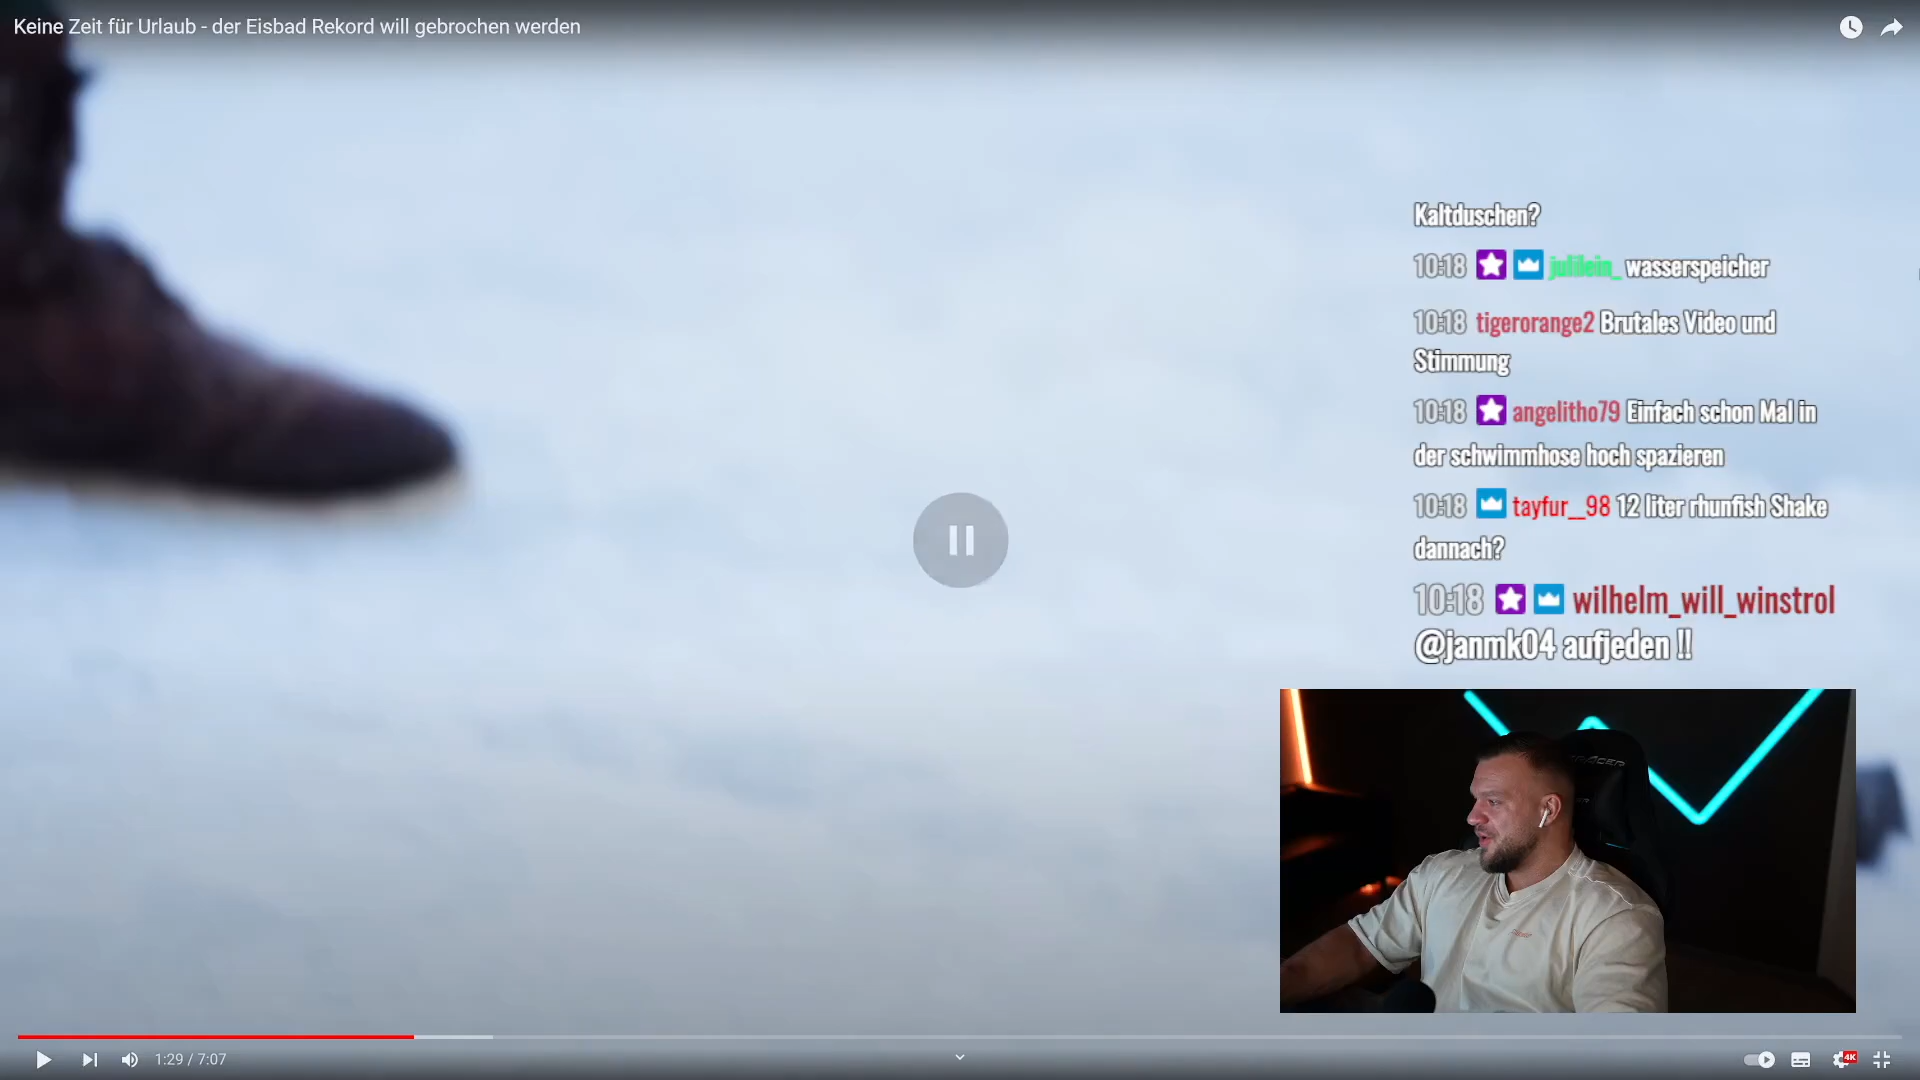 Keine Zeit für Urlaub - der Eisbad Rekord will gebrochen werden
Kaltduschen?
10:18 julilein_ wasserspeicher
10:18 tigerorange2 Brutales Video und
Stimmung
10:18 angelitho79 Einfach schon Mal in
der schwimmhose hoch spazieren
10:18 tayfur__98 12 liter rhunfish Shake
dannach?
10:18 wilhelm_will_winstrol
@janmk04 aufjeden !!
1:29 / 7:07
4K